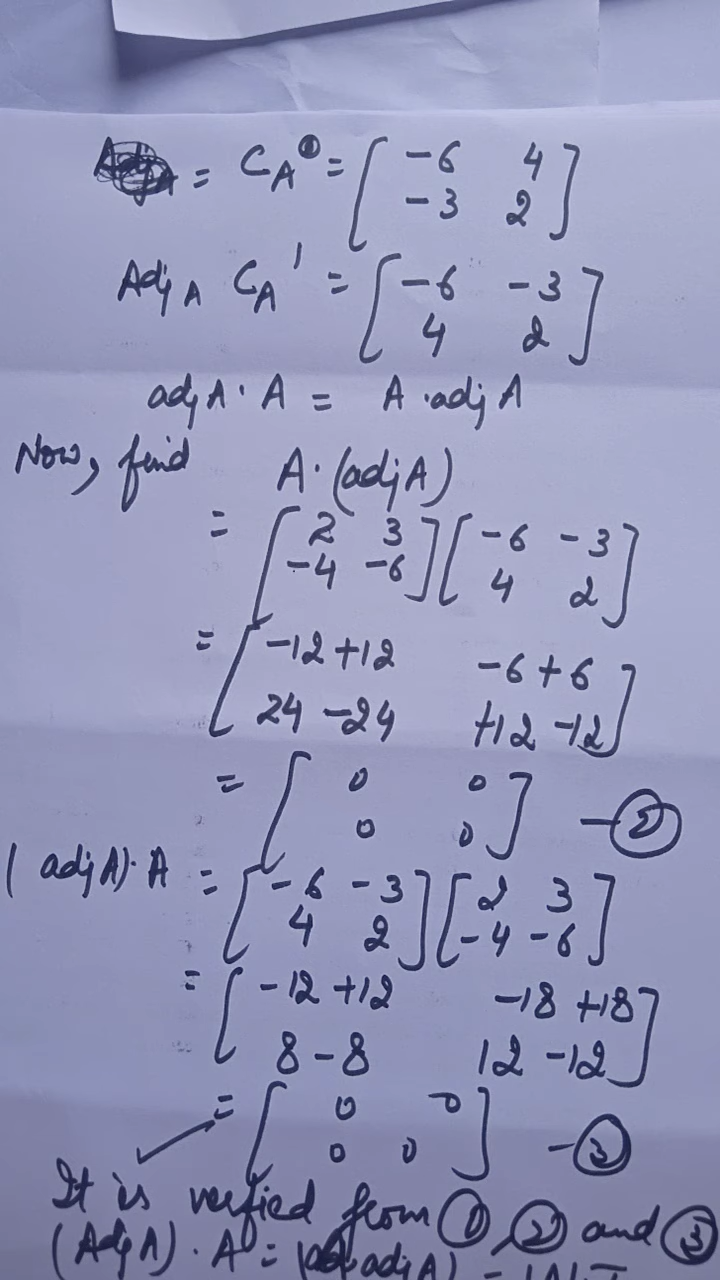 = C_A = [ -6 4
-3 2 ]
Adj A C_A' = [ -6 -3
4 2 ]
adj A · A = A · adj A
Now, find A · (adj A)
= [ 2 3
-4 -6 ] [ -6 -3
4 2 ]
= [ -12 +12 -6 + 6
24 -24 +12 -12 ]
= [ 0 0
0 0 ] - ②
( adj A) · A = [ -6 -3
4 2 ] [ 2 3
-4 -6 ]
= [ -12 +12 -18 +18
8 - 8 12 -12 ]
= [ 0 0
0 0 ] - ③
It is verfied from ① , ② and ③
(Adj A) . A = adj A) = |A| I